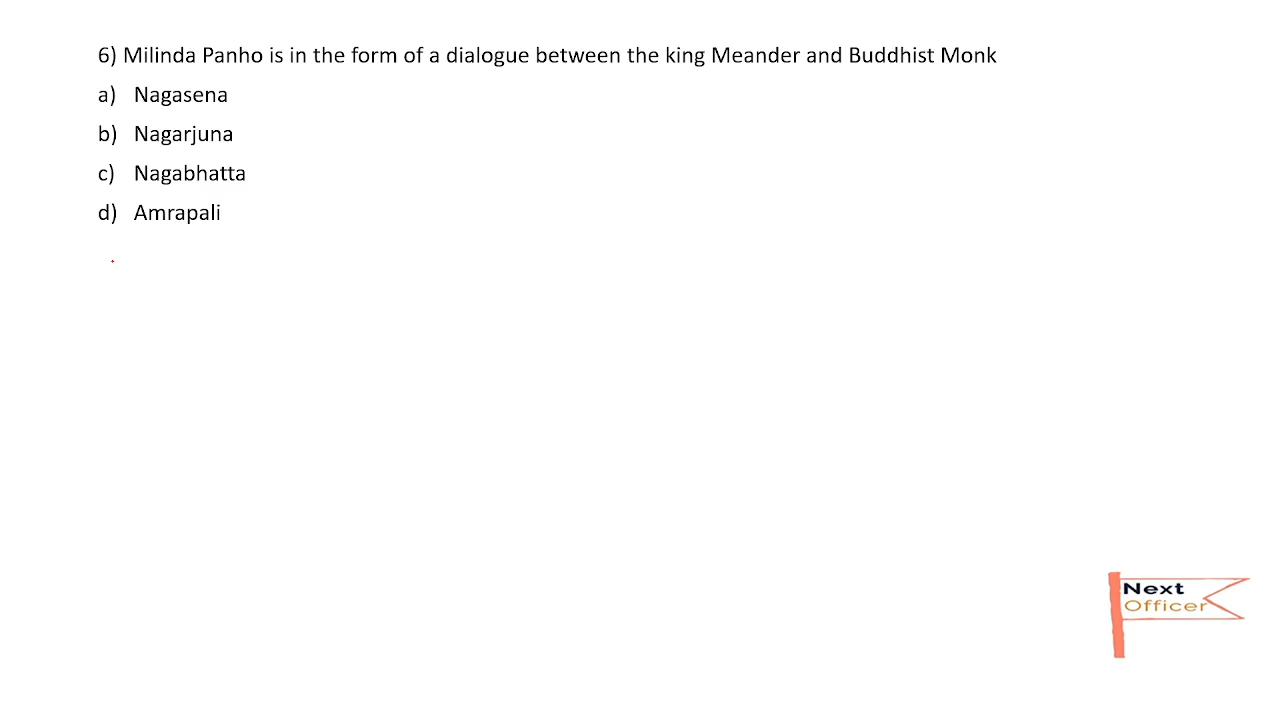 6) Milinda Panho is in the form of a dialogue between the king Meander and Buddhist Monk
a) Nagasena
b) Nagarjuna
c) Nagabhatta
d) Amrapali
Next
Officer